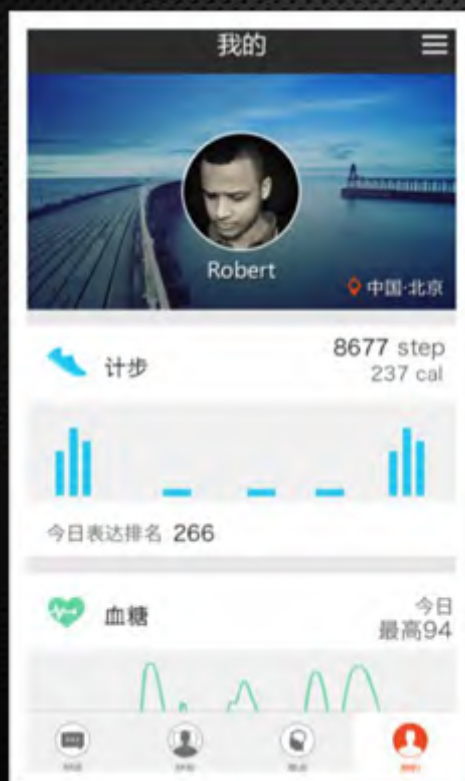 我的
Robert
中国·北京
计步
8677 step
237 cal
今日表达排名 266
血糖
今日
最高94